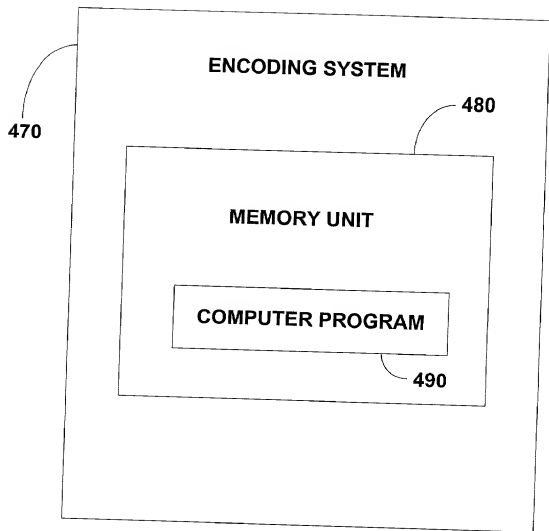 ENCODING SYSTEM
480
470
MEMORY UNIT
COMPUTER PROGRAM
490